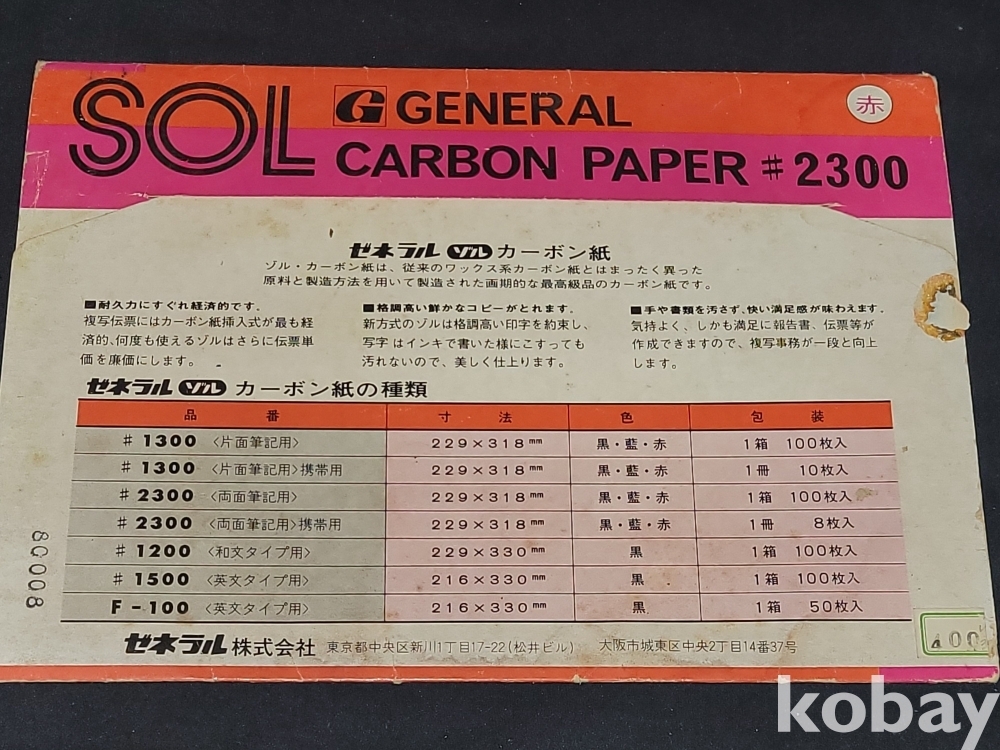 SOL G GENERAL 赤
CARBON PAPER #2300
ゼネラル ゾル カーボン紙
ゾル・カーボン紙は、従来のワックス系カーボン紙とはまったく異った
原料と製造方法を用いて製造された画期的な最高級品のカーボン紙です。
■耐久力にすぐれ経済的です.
複写伝票にはカーボン紙挿入式が最も経
済的、何度も使えるゾルはさらに伝票単
価を廉価にします。
■格調高い鮮かなコピーがとれます.
新方式のゾルは格調高い印字を約束し、
写字はインキで書いた様にこすっても
汚れないので、美しく仕上ります。
■手や書類を汚さず、快い満足感が味わえます.
気持よく、しかも満足に報告書、伝票等が
作成できますので、複写事務が一段と向上
します。
ゼネラル ゾル カーボン紙の種類
品番 寸法 色 包装
#1300 〈片面筆記用〉 229×318mm 黒・藍・赤 1箱 100枚入
#1300 〈片面筆記用〉携帯用 229×318mm 黒・藍・赤 1冊 10枚入
#2300 〈両面筆記用〉 229×318mm 黒・藍・赤 1箱 100枚入
#2300 〈両面筆記用〉携帯用 229×318mm 黒・藍・赤 1冊 8枚入
#1200 〈和文タイプ用〉 229×330mm 黒 1箱 100枚入
#1500 〈英文タイプ用〉 216×330mm 黒 1箱 100枚入
F-100 〈英文タイプ用〉 216×330mm 黒 1箱 50枚入
80008
ゼネラル株式会社 東京都中央区新川1丁目17-22(松井ビル) 大阪市城東区中央2丁目14番37号
kobay